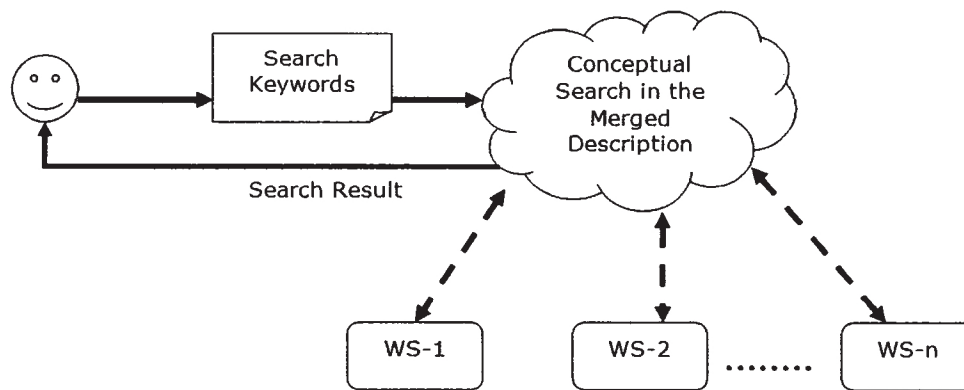 Search
Keywords
Conceptual
Search in the
Merged
Description
Search Result
WS-1
WS-2
WS-n